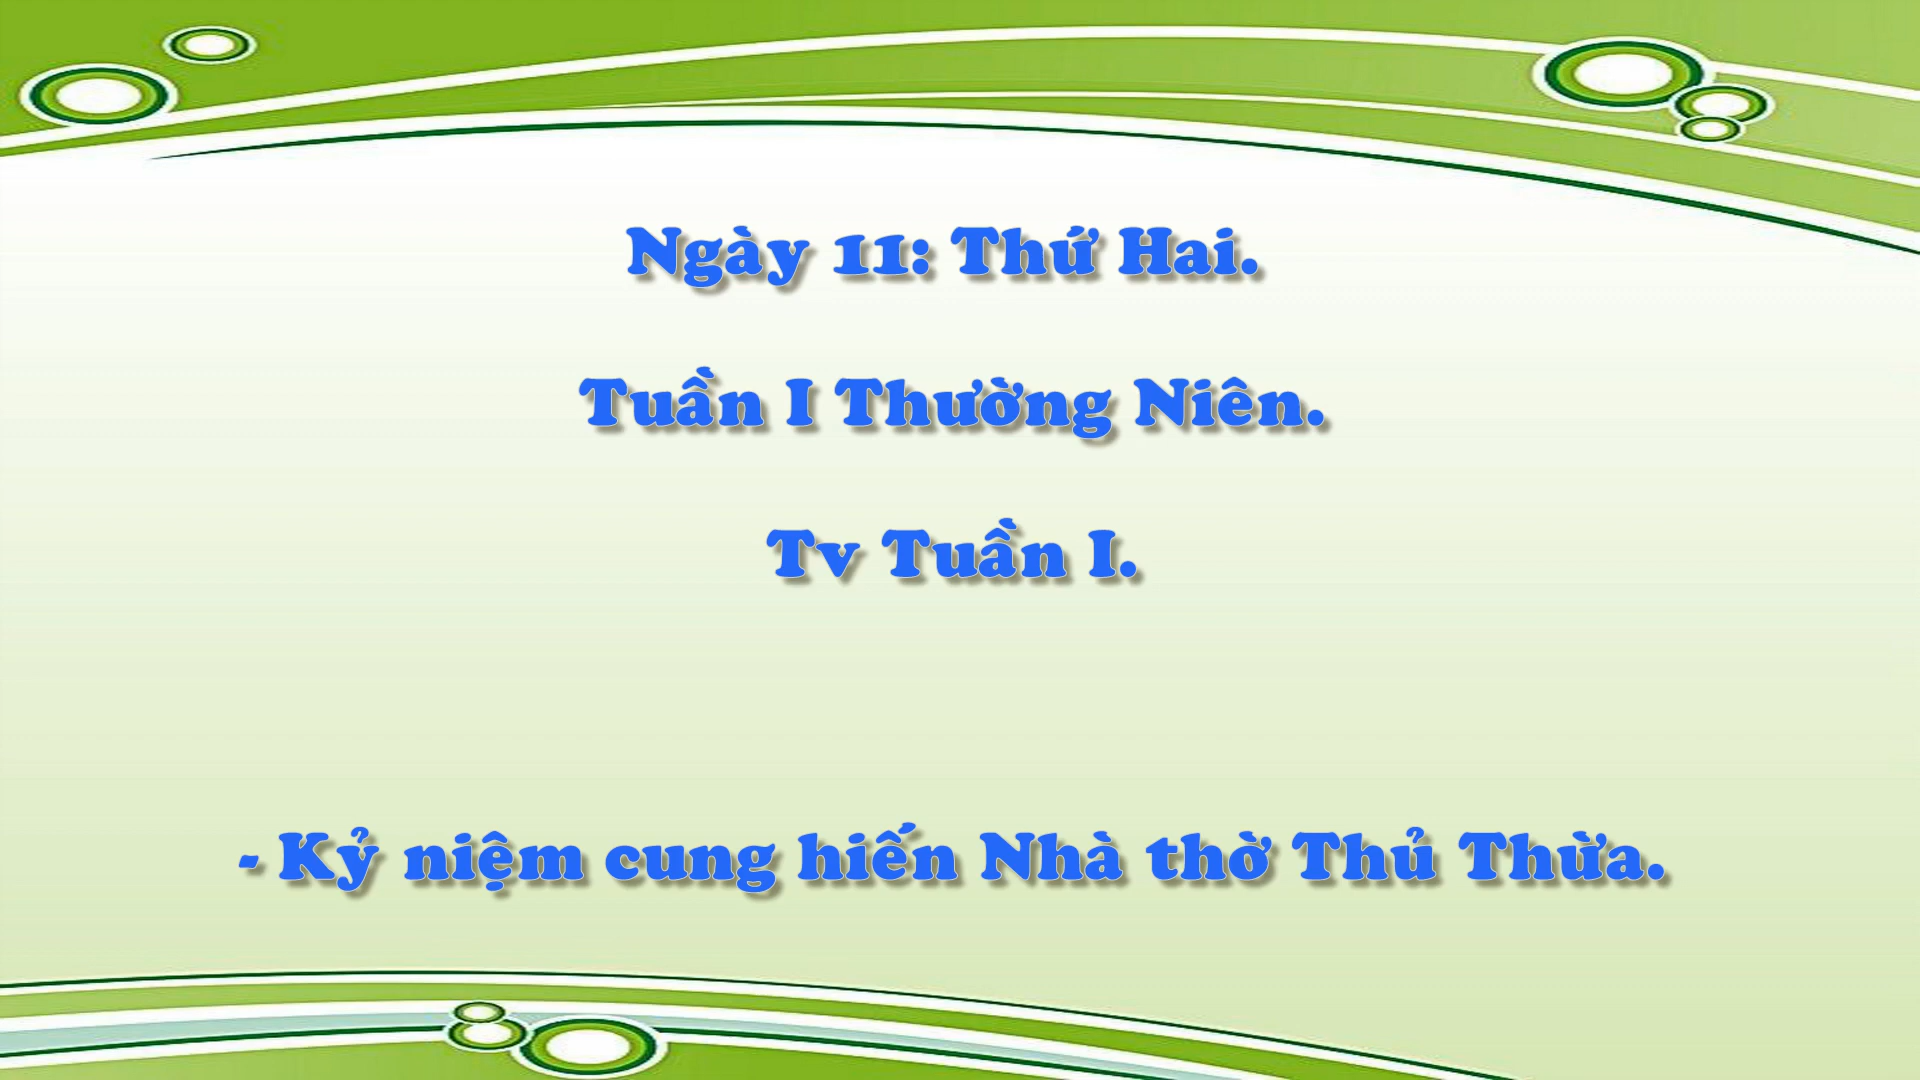 Ngày 11: Thứ Hai.
Tuần I Thường Niên.
Tv Tuần I.
- Kỷ niệm cung hiến Nhà thờ Thủ Thừa.